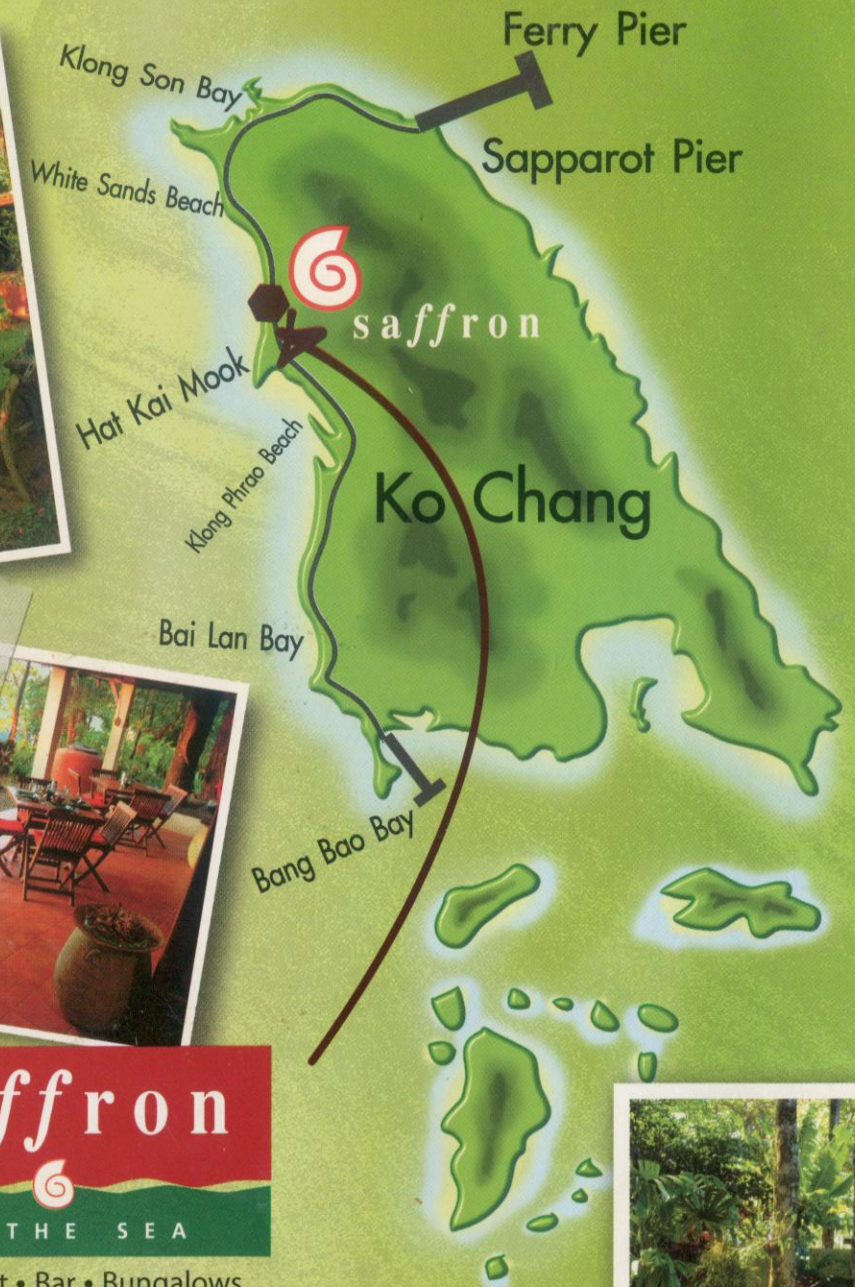 Ferry Pier
Klong Son Bay
Sapparot Pier
White Sands Beach
saffron
Hat Kai Mook
Klong Phrao Beach
Ko Chang
Bai Lan Bay
Bang Bao Bay
ffron
THE SEA
t • Bar • Bungalows